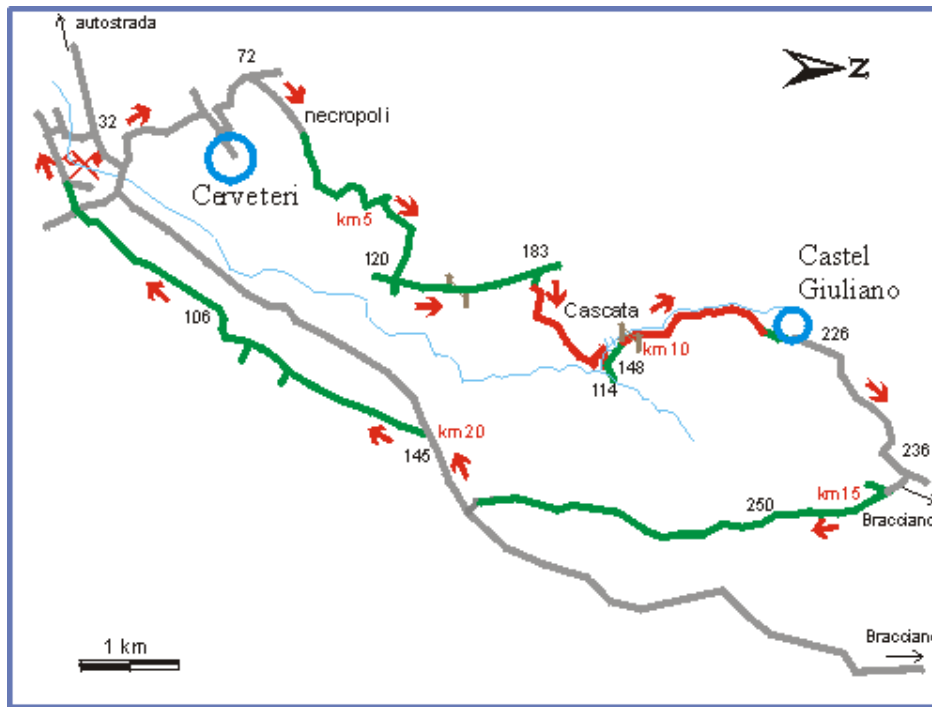 autostrada
72
32
necropoli
Cerveteri
km5
120
183
Castel
Giuliano
Cascata
226
km10
148
114
106
236
km20
145
km15
250
Bracciano
1 km
Bracciano